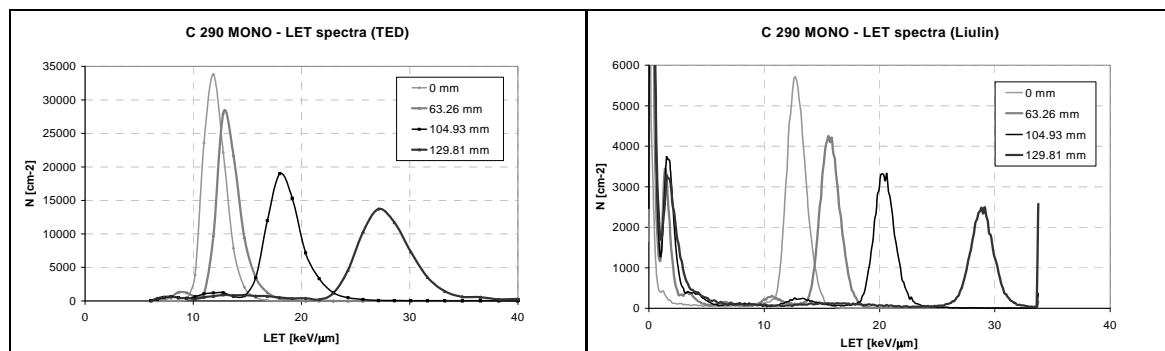 C 290 MONO - LET spectra (TED)
35000
30000
25000
20000
15000
10000
5000
0
N [cm-2]
0 mm
63.26 mm
104.93 mm
129.81 mm
0 10 20 30 40
LET [keV/μm]
C 290 MONO - LET spectra (Liulin)
6000
5000
4000
3000
2000
1000
0
N [cm-2]
0 mm
63.26 mm
104.93 mm
129.81 mm
0 10 20 30 40
LET [keV/μm]